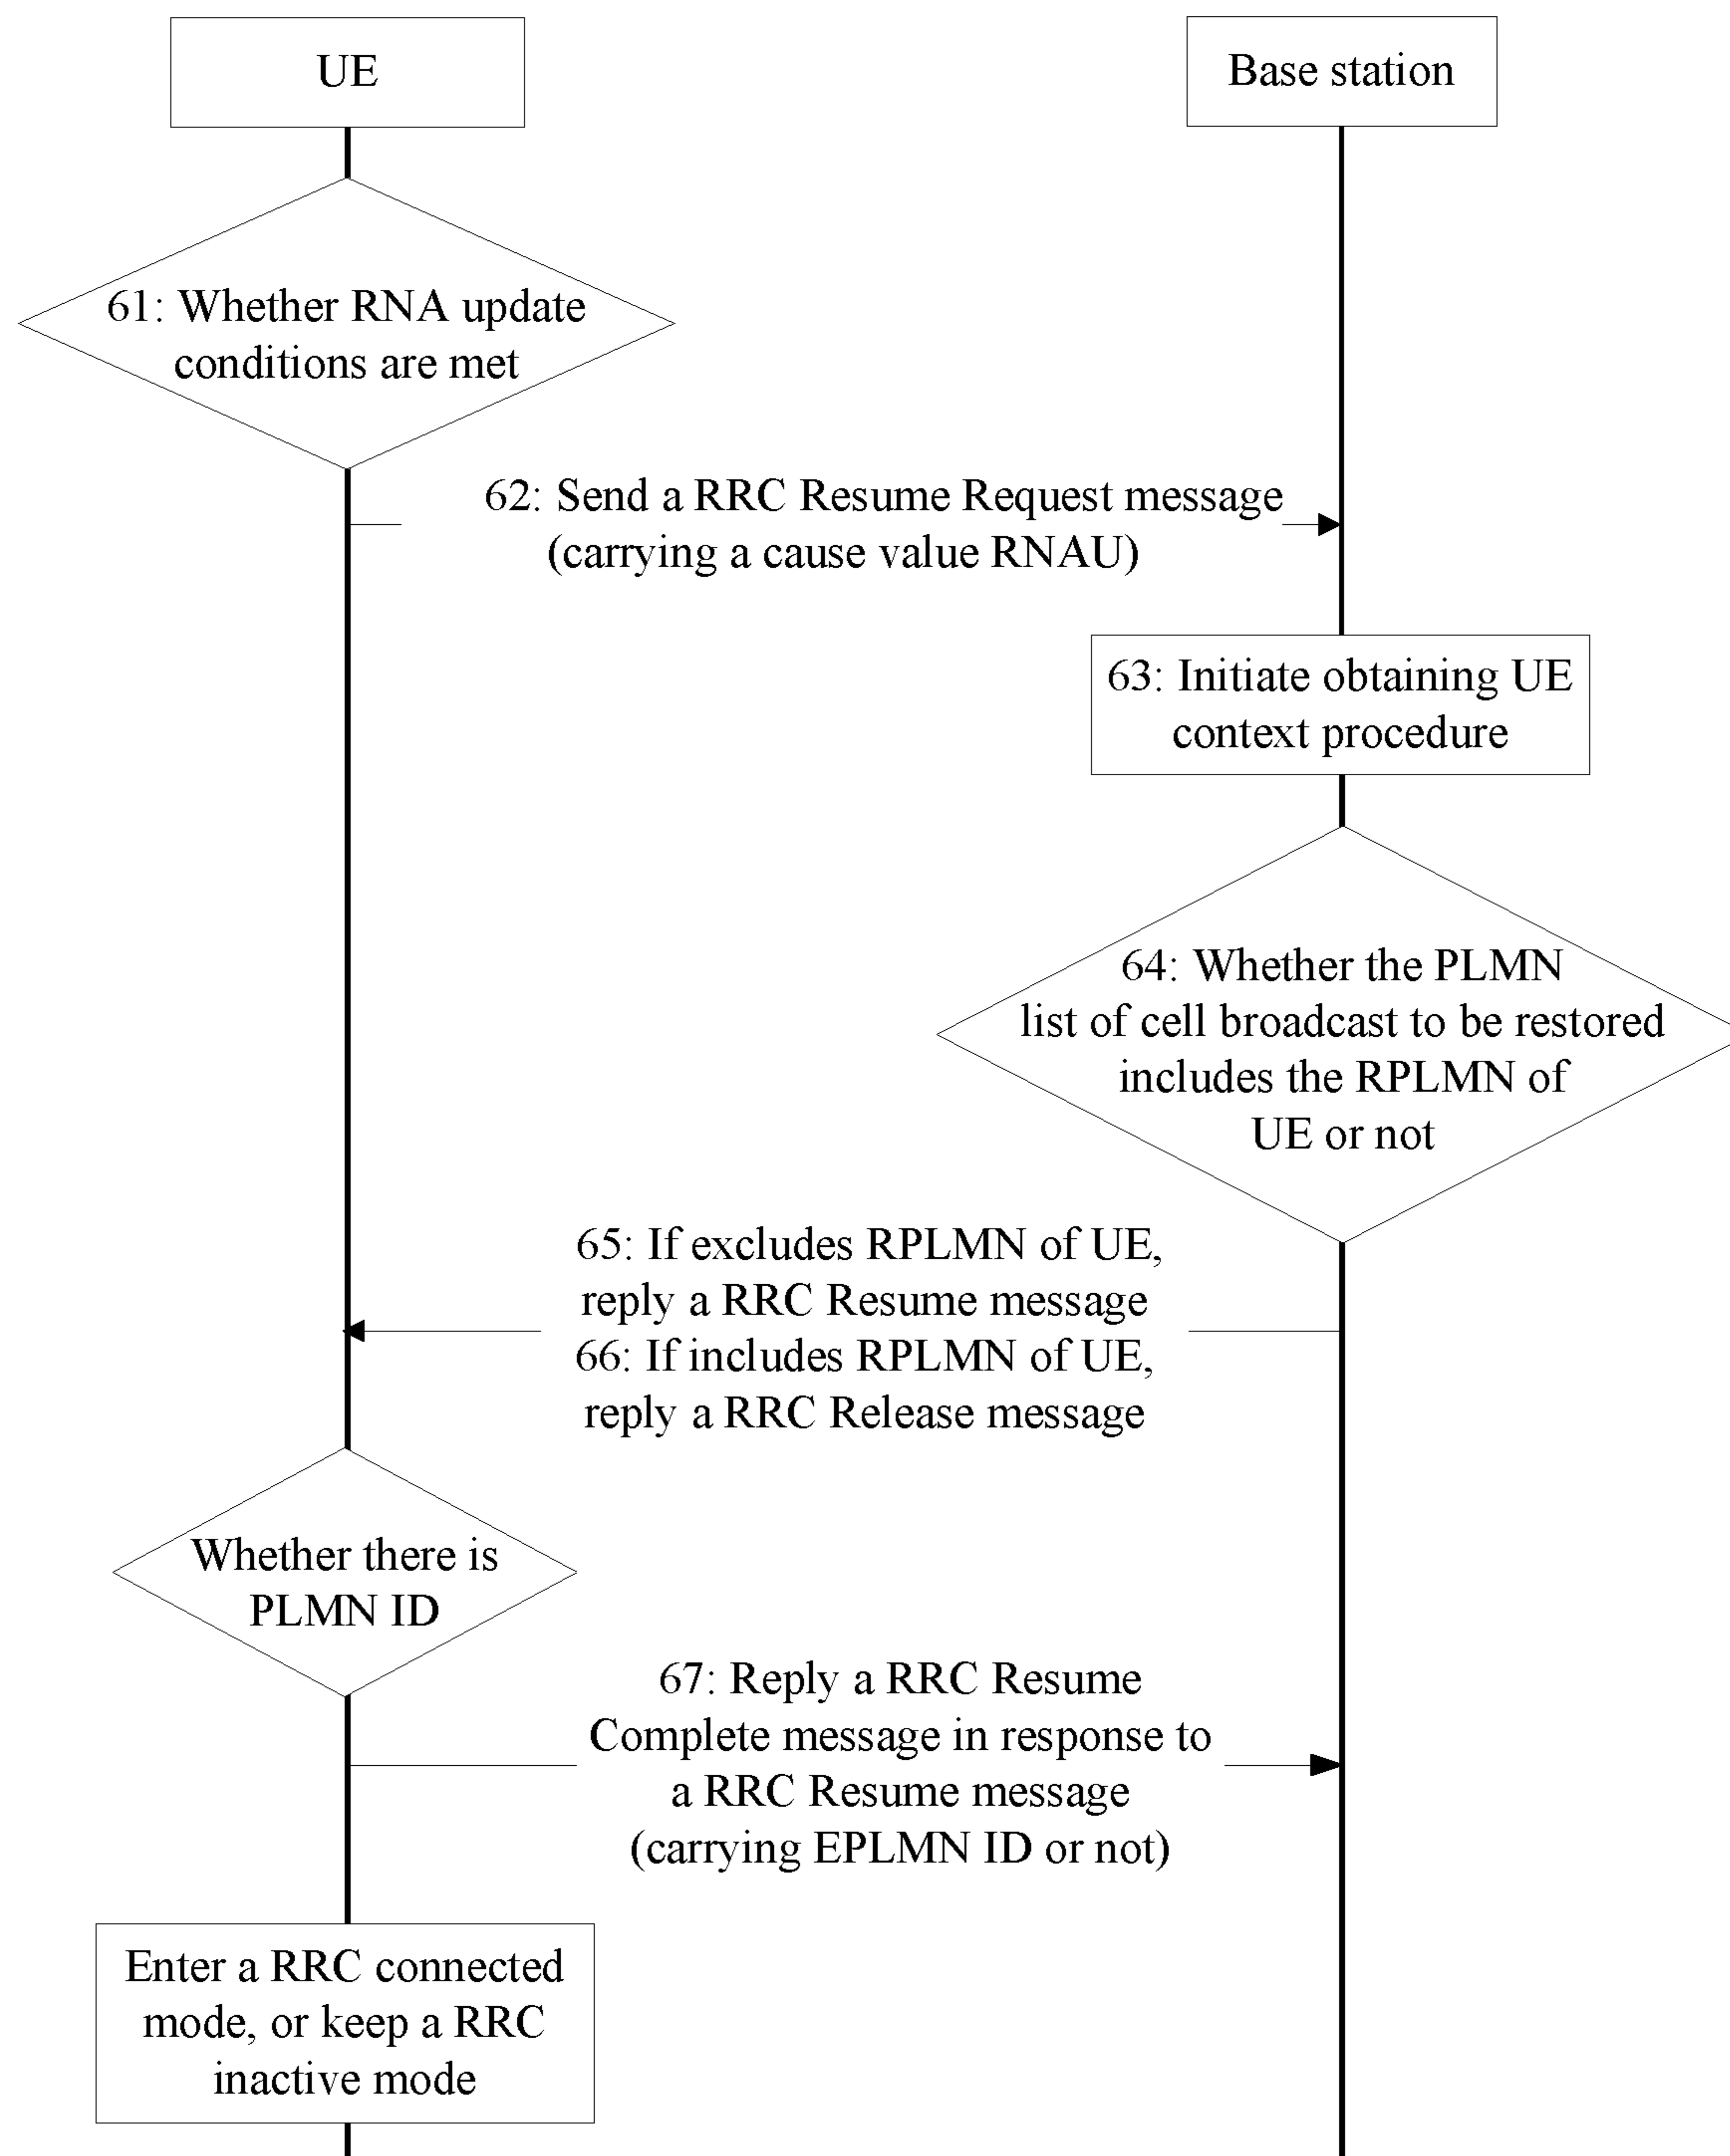 UE
Base station
61: Whether RNA update
conditions are met
62: Send a RRC Resume Request message
(carrying a cause value RNAU)
63: Initiate obtaining UE
context procedure
64: Whether the PLMN
list of cell broadcast to be restored
includes the RPLMN of
UE or not
65: If excludes RPLMN of UE,
reply a RRC Resume message
66: If includes RPLMN of UE,
reply a RRC Release message
Whether there is
PLMN ID
67: Reply a RRC Resume
Complete message in response to
a RRC Resume message
(carrying EPLMN ID or not)
Enter a RRC connected
mode, or keep a RRC
inactive mode